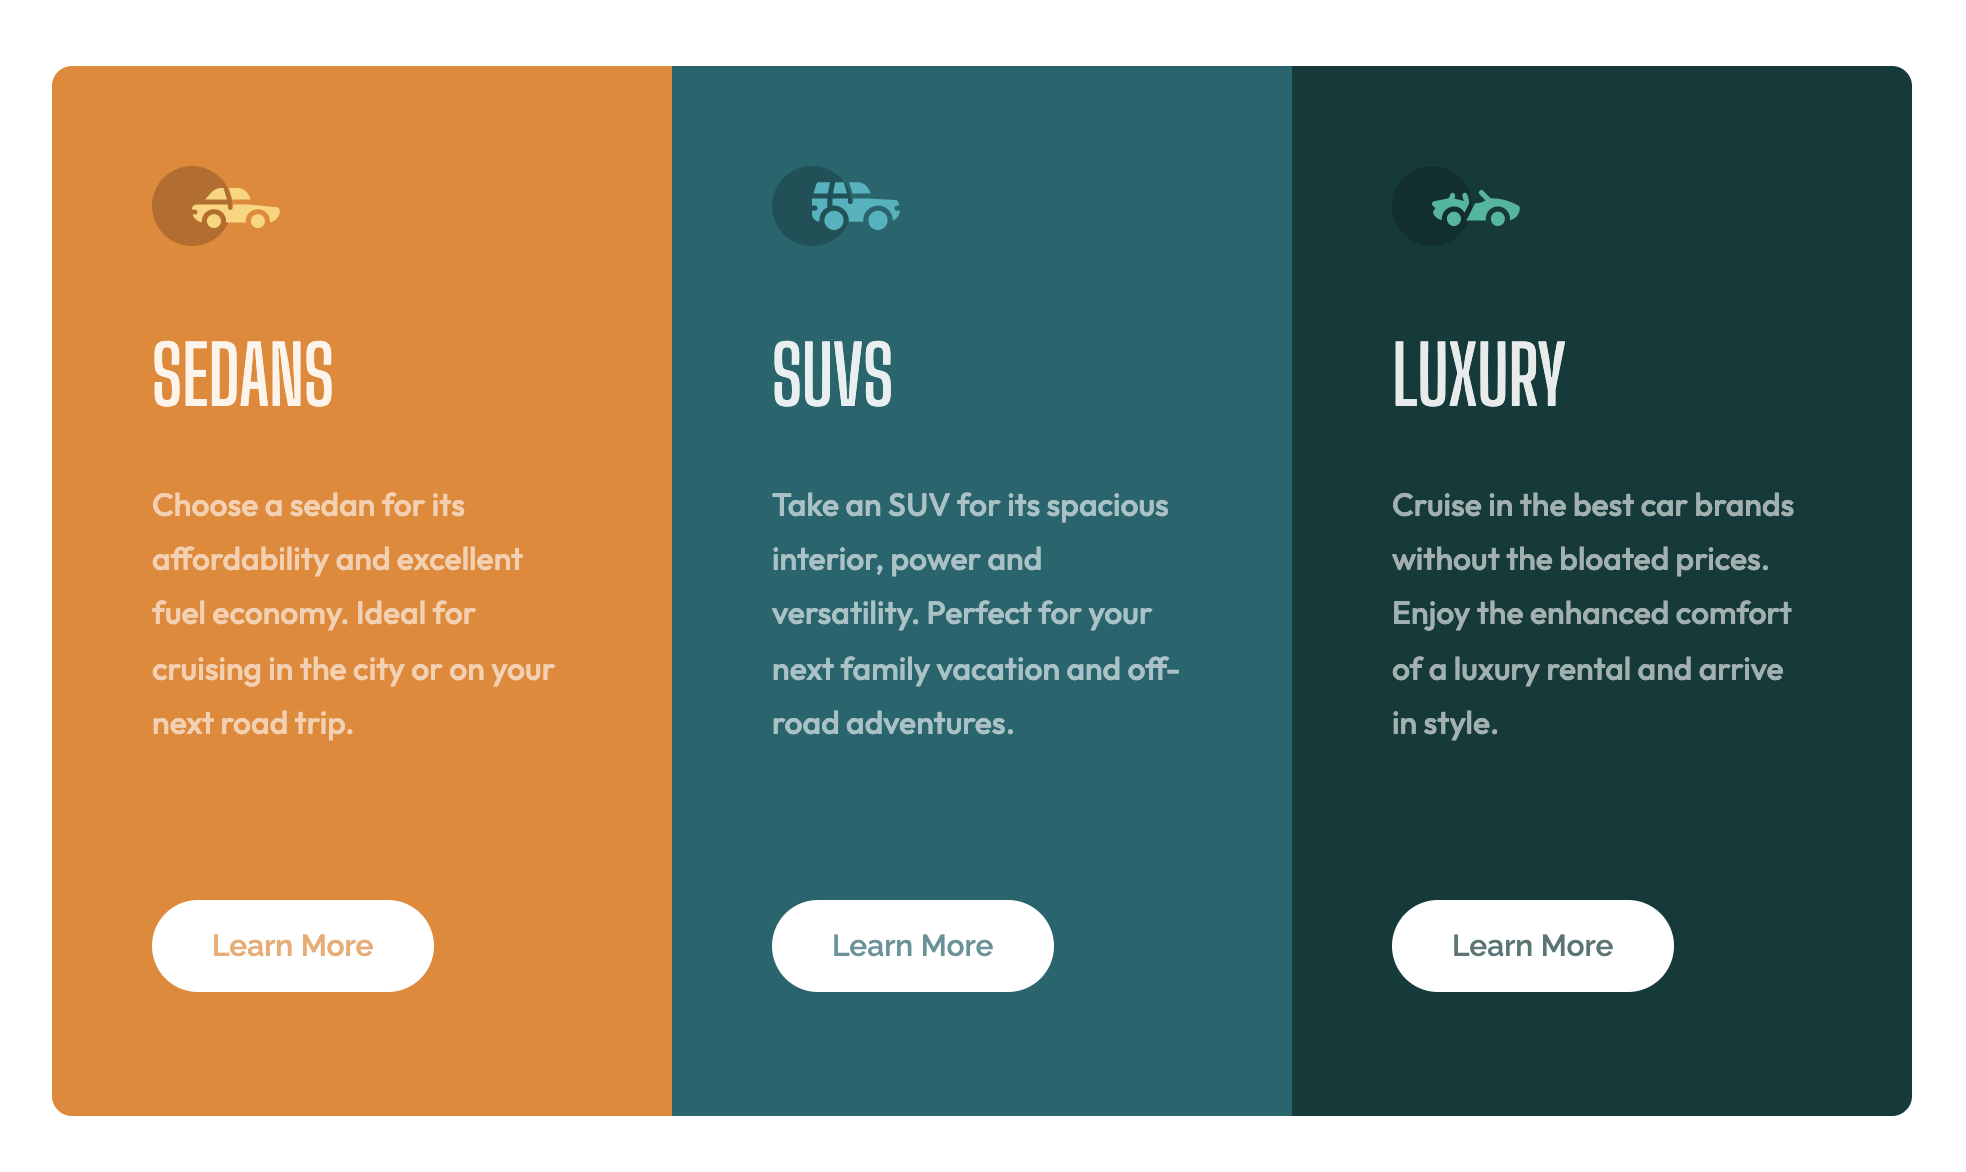 SEDANS
Choose a sedan for its
affordability and excellent
fuel economy. Ideal for
cruising in the city or on your
next road trip.
Learn More
SUVS
Take an SUV for its spacious
interior, power and
versatility. Perfect for your
next family vacation and off-
road adventures.
Learn More
LUXURY
Cruise in the best car brands
without the bloated prices.
Enjoy the enhanced comfort
of a luxury rental and arrive
in style.
Learn More